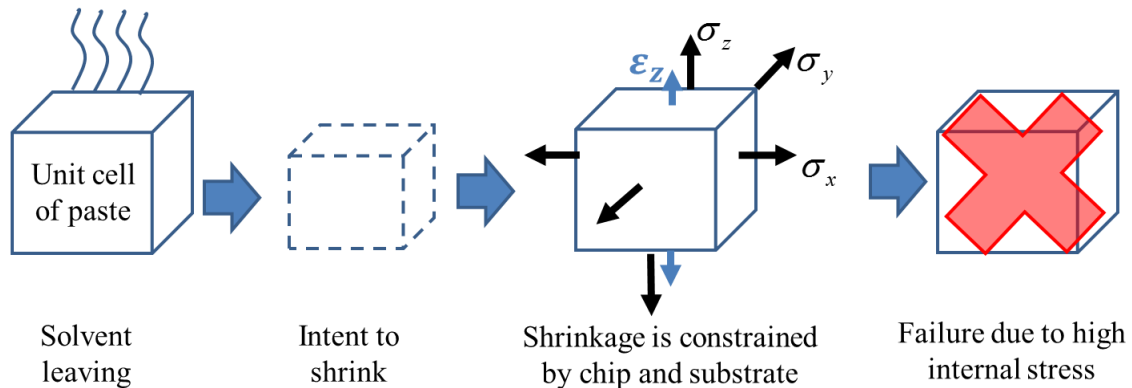 Unit cell
of paste
σz
εz
σy
σx
Solvent
leaving
Intent to
shrink
Shrinkage is constrained
by chip and substrate
Failure due to high
internal stress